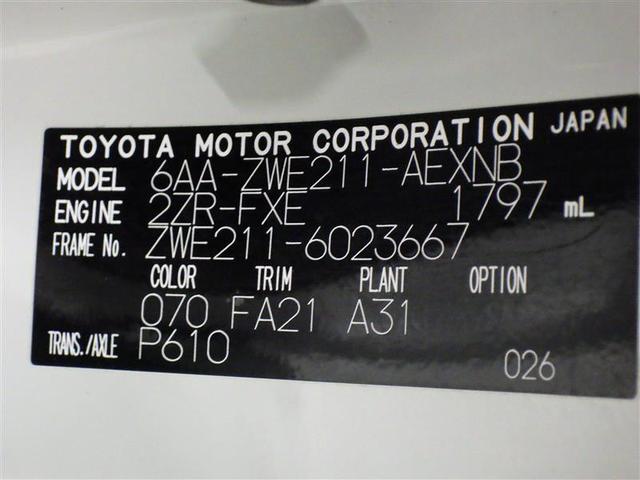 TOYOTA MOTOR CORPORATION JAPAN
MODEL 6AA-ZWE211-AEXNB
ENGINE 2ZR-FXE 1797 mL
FRAME No. ZWE211-6023667
COLOR TRIM PLANT OPTION
070 FA21 A31
TRANS./AXLE P610
026